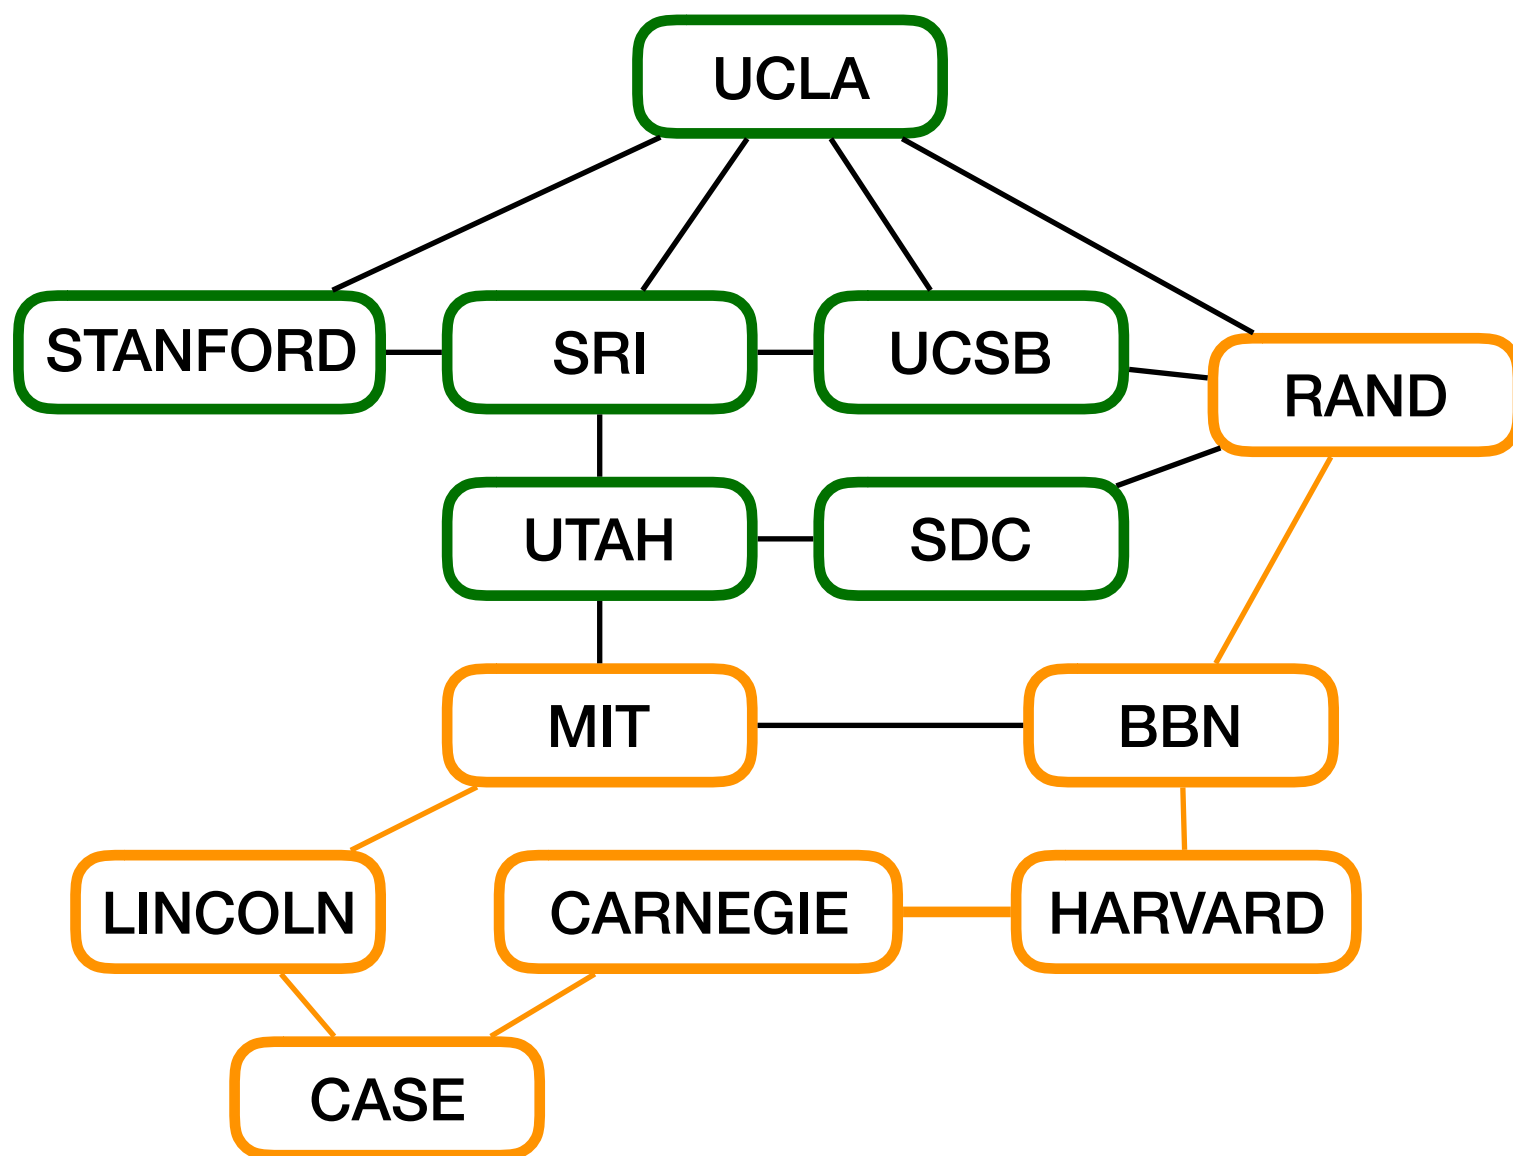 UCLA
STANFORD
SRI
UCSB
RAND
UTAH
SDC
MIT
BBN
LINCOLN
CARNEGIE
HARVARD
CASE